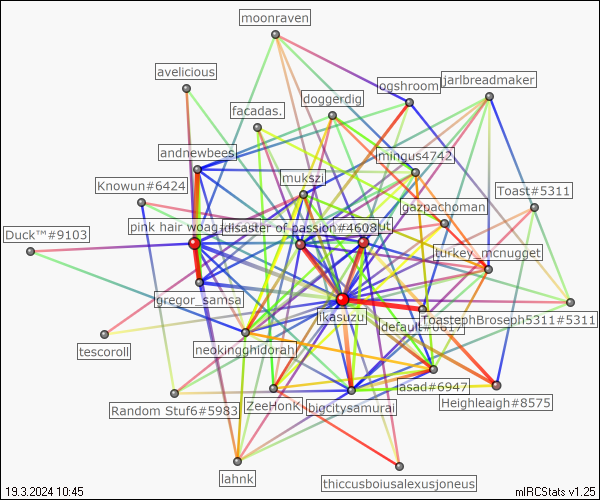 moonraven
avelicious
ogshroom
jarlbreadmaker
doggerdig
facadas.
andnewbees
mingus4742
mukszi
Knowun#6424
Toast#5311
gazpachoman
pink hair woag
disaster of passion#4608
ut
Duck™#9103
turkey_mcnugget
gregor_samsa
ikasuzu
ToastephBroseph5311#5311
default#0817
neokingghidorah
tescoroll
asad#6947
Heighleaigh#8575
ZeeHonK
bigcitysamurai
Random Stuf6#5983
lahnk
thiccusboiusalexusjoneus
19.3.2024 10:45
mIRCStats v1.25